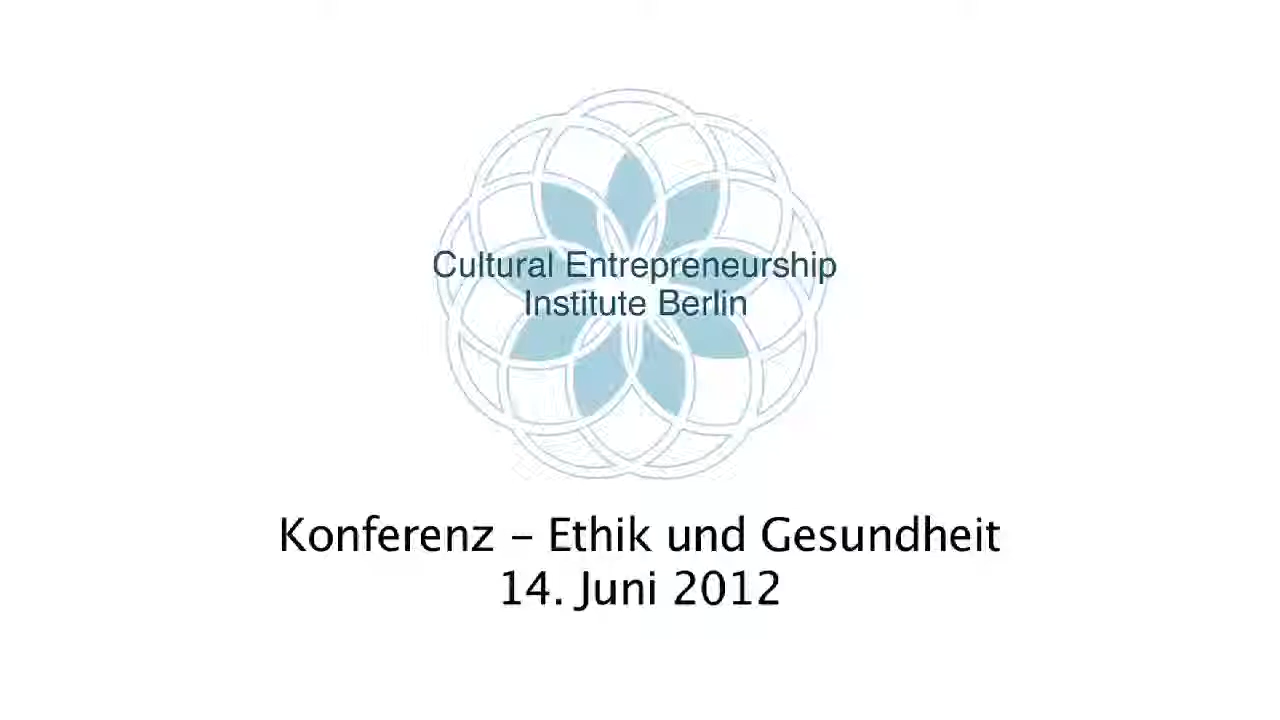 Cultural Entrepreneurship
Institute Berlin
Konferenz – Ethik und Gesundheit
14. Juni 2012